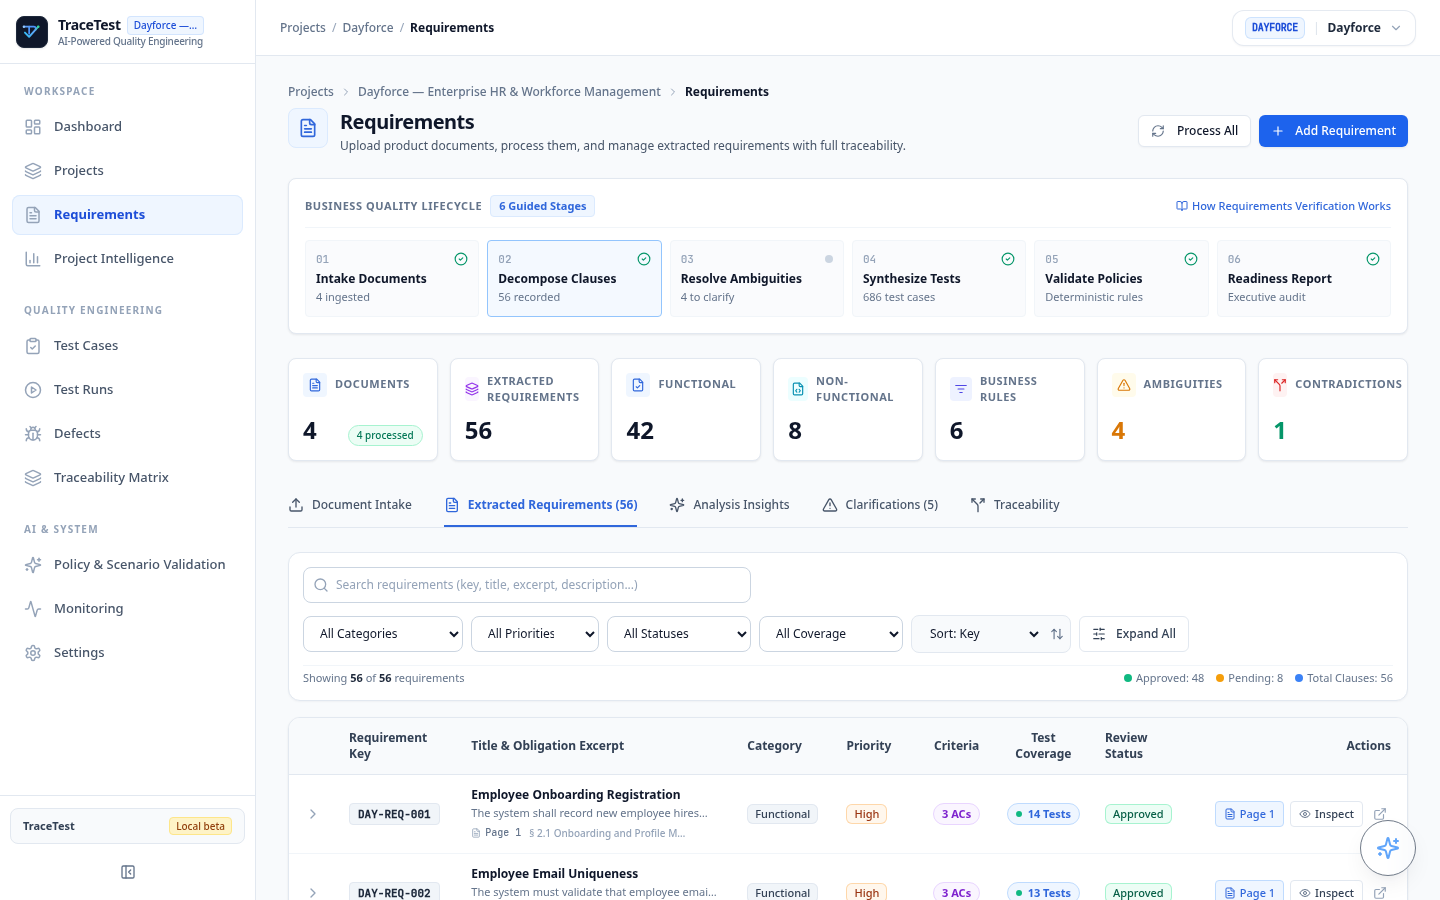 TraceTest
Dayforce —...
AI-Powered Quality Engineering
WORKSPACE
Dashboard
Projects
Requirements
Project Intelligence
QUALITY ENGINEERING
Test Cases
Test Runs
Defects
Traceability Matrix
AI & SYSTEM
Policy & Scenario Validation
Monitoring
Settings
TraceTest
Local beta
Projects / Dayforce / Requirements
DAYFORCE
Dayforce
Projects > Dayforce — Enterprise HR & Workforce Management > Requirements
Requirements
Upload product documents, process them, and manage extracted requirements with full traceability.
Process All
Add Requirement
BUSINESS QUALITY LIFECYCLE
6 Guided Stages
How Requirements Verification Works
01
Intake Documents
4 ingested
02
Decompose Clauses
56 recorded
03
Resolve Ambiguities
4 to clarify
04
Synthesize Tests
686 test cases
05
Validate Policies
Deterministic rules
06
Readiness Report
Executive audit
DOCUMENTS
4
4 processed
EXTRACTED
REQUIREMENTS
56
FUNCTIONAL
42
NON-
FUNCTIONAL
8
BUSINESS
RULES
6
AMBIGUITIES
4
CONTRADICTIONS
1
Document Intake
Extracted Requirements (56)
Analysis Insights
Clarifications (5)
Traceability
Search requirements (key, title, excerpt, description...)
All Categories
All Priorities
All Statuses
All Coverage
Sort: Key
Expand All
Showing 56 of 56 requirements
Approved: 48
Pending: 8
Total Clauses: 56
Requirement
Key
Title & Obligation Excerpt
Category
Priority
Criteria
Test
Coverage
Review
Status
Actions
DAY-REQ-001
Employee Onboarding Registration
The system shall record new employee hires...
Page 1 § 2.1 Onboarding and Profile M...
Functional
High
3 ACs
14 Tests
Approved
Page 1
Inspect
DAY-REQ-002
Employee Email Uniqueness
The system must validate that employee emai...
Functional
High
3 ACs
13 Tests
Approved
Page 1
Inspect